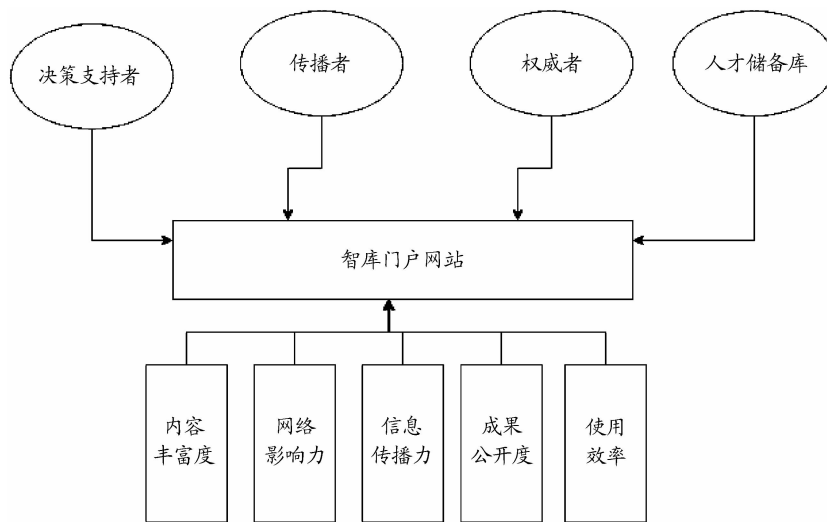 决策支持者
传播者
权威者
人才储备库
智库门户网站
内容
丰富度
网络
影响力
信息
传播力
成果
公开度
使用
效率